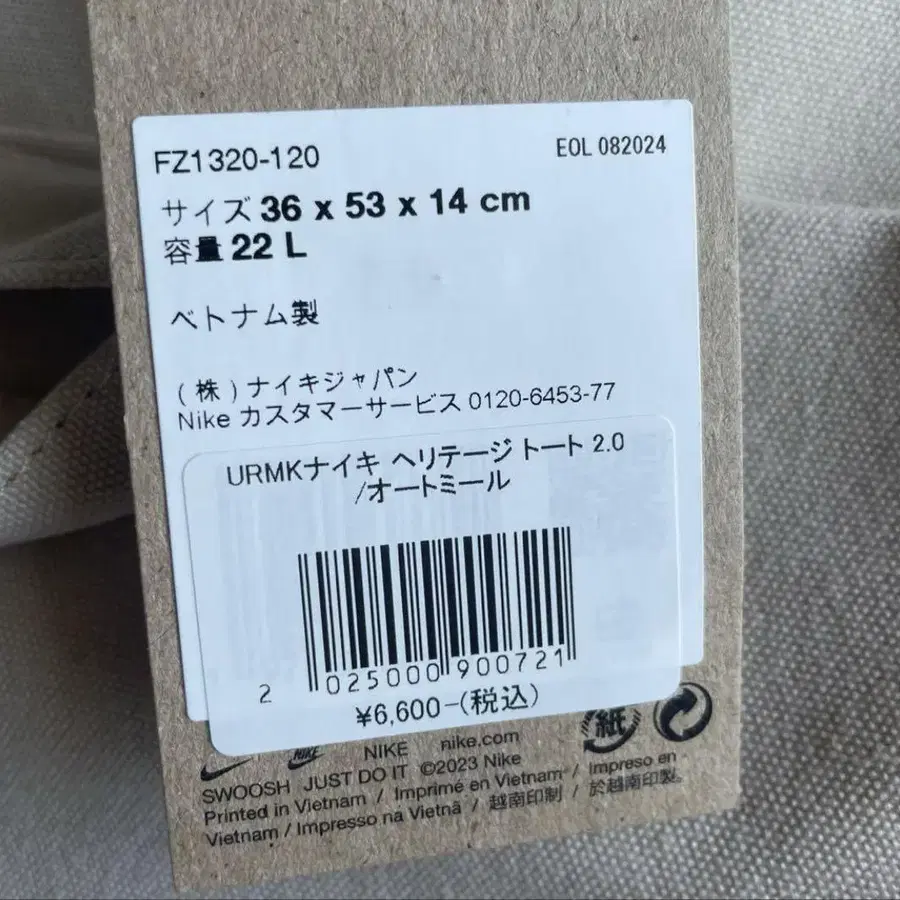 FZ1320-120
EOL 082024
サイズ 36 x 53 x 14 cm
容量 22 L
ベトナム製
(株)ナイキジャパン
Nike カスタマーサービス 0120-6453-77
URMKナイキ ヘリテージ トート 2.0
/オートミール
2 025000 900721
¥6,600-(税込)
紙
NIKE NIKE nike.com
SWOOSH JUST DO IT ©2023 Nike
Printed in Vietnam / Imprimé en Vietnam / Impreso en
Vietnam / Impresso na Vietnã / 越南印制 / 於越南印製。